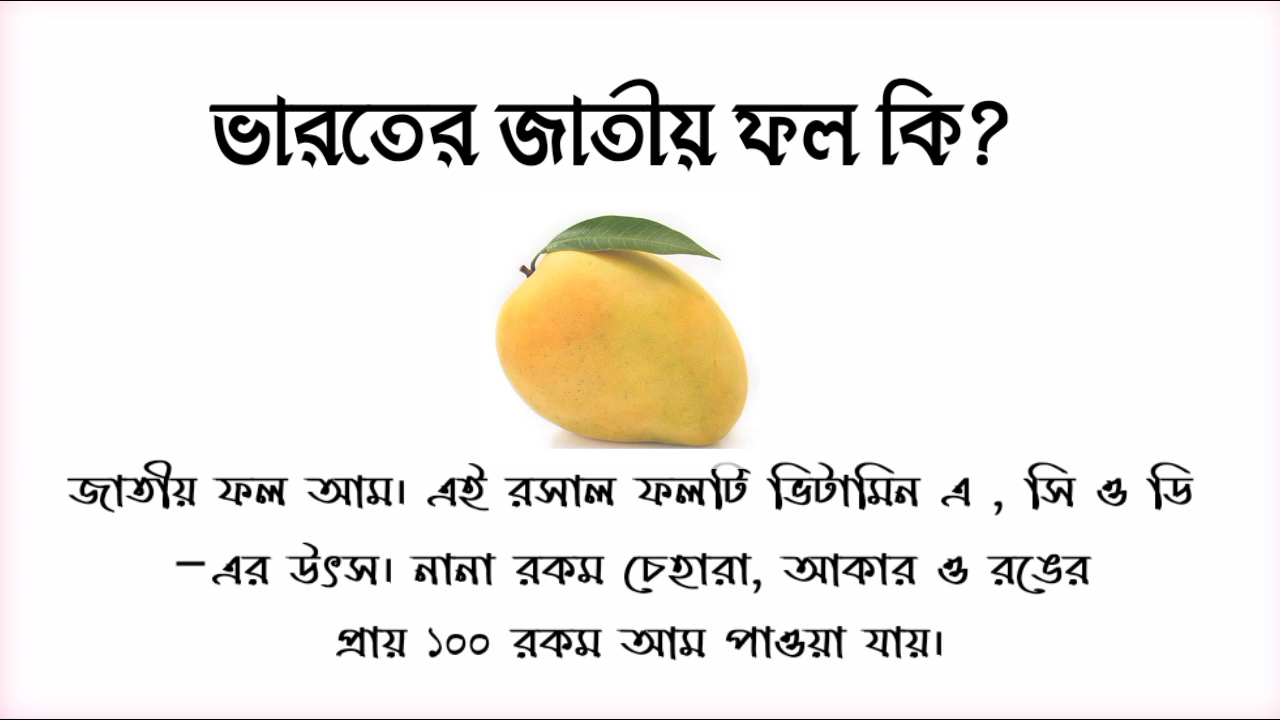 ভারতের জাতীয় ফল কি?
জাতীয় ফল আম। এই রসাল ফলটি ভিটামিন এ , সি ও ডি
–এর উৎস। নানা রকম চেহারা, আকার ও রঙের
প্রায় ১০০ রকম আম পাওয়া যায়।